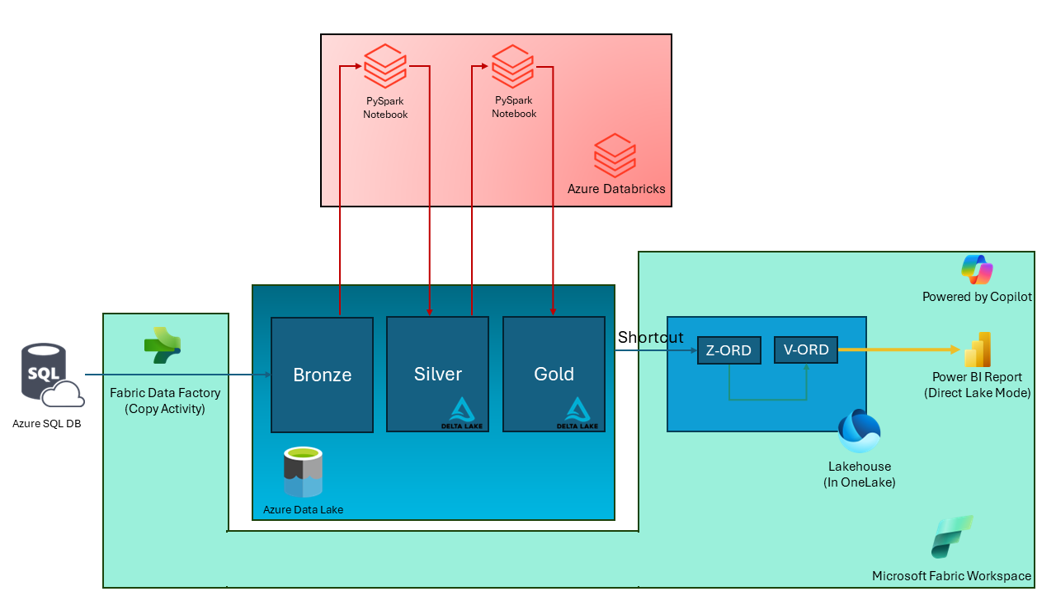 PySpark
Notebook
PySpark
Notebook
Azure Databricks
SQL
Azure SQL DB
Fabric Data Factory
(Copy Activity)
Bronze
Silver
DELTA LAKE
Gold
DELTA LAKE
Azure Data Lake
Shortcut
Z-ORD
V-ORD
Lakehouse
(In OneLake)
Powered by Copilot
Power BI Report
(Direct Lake Mode)
Microsoft Fabric Workspace